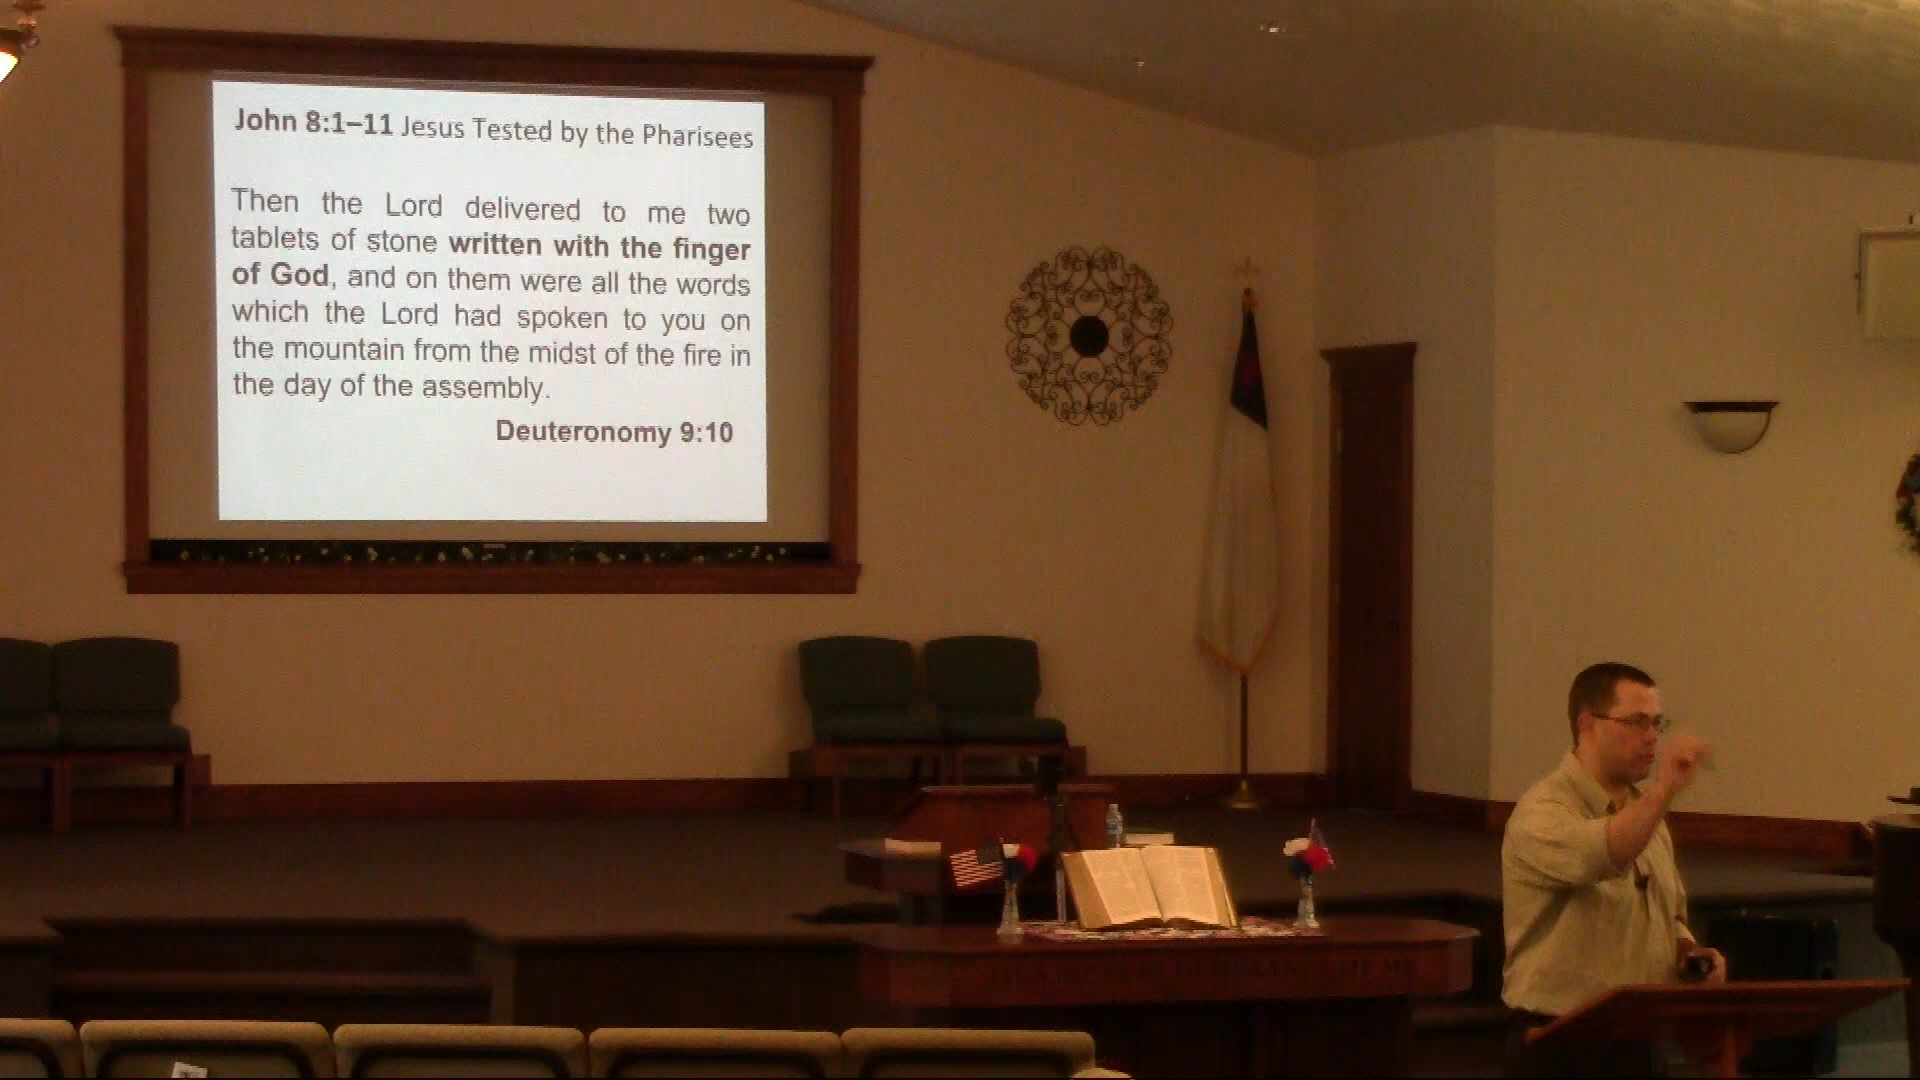 John 8:1–11 Jesus Tested by the Pharisees
Then the Lord delivered to me two
tablets of stone written with the finger
of God, and on them were all the words
which the Lord had spoken to you on
the mountain from the midst of the fire in
the day of the assembly.
Deuteronomy 9:10